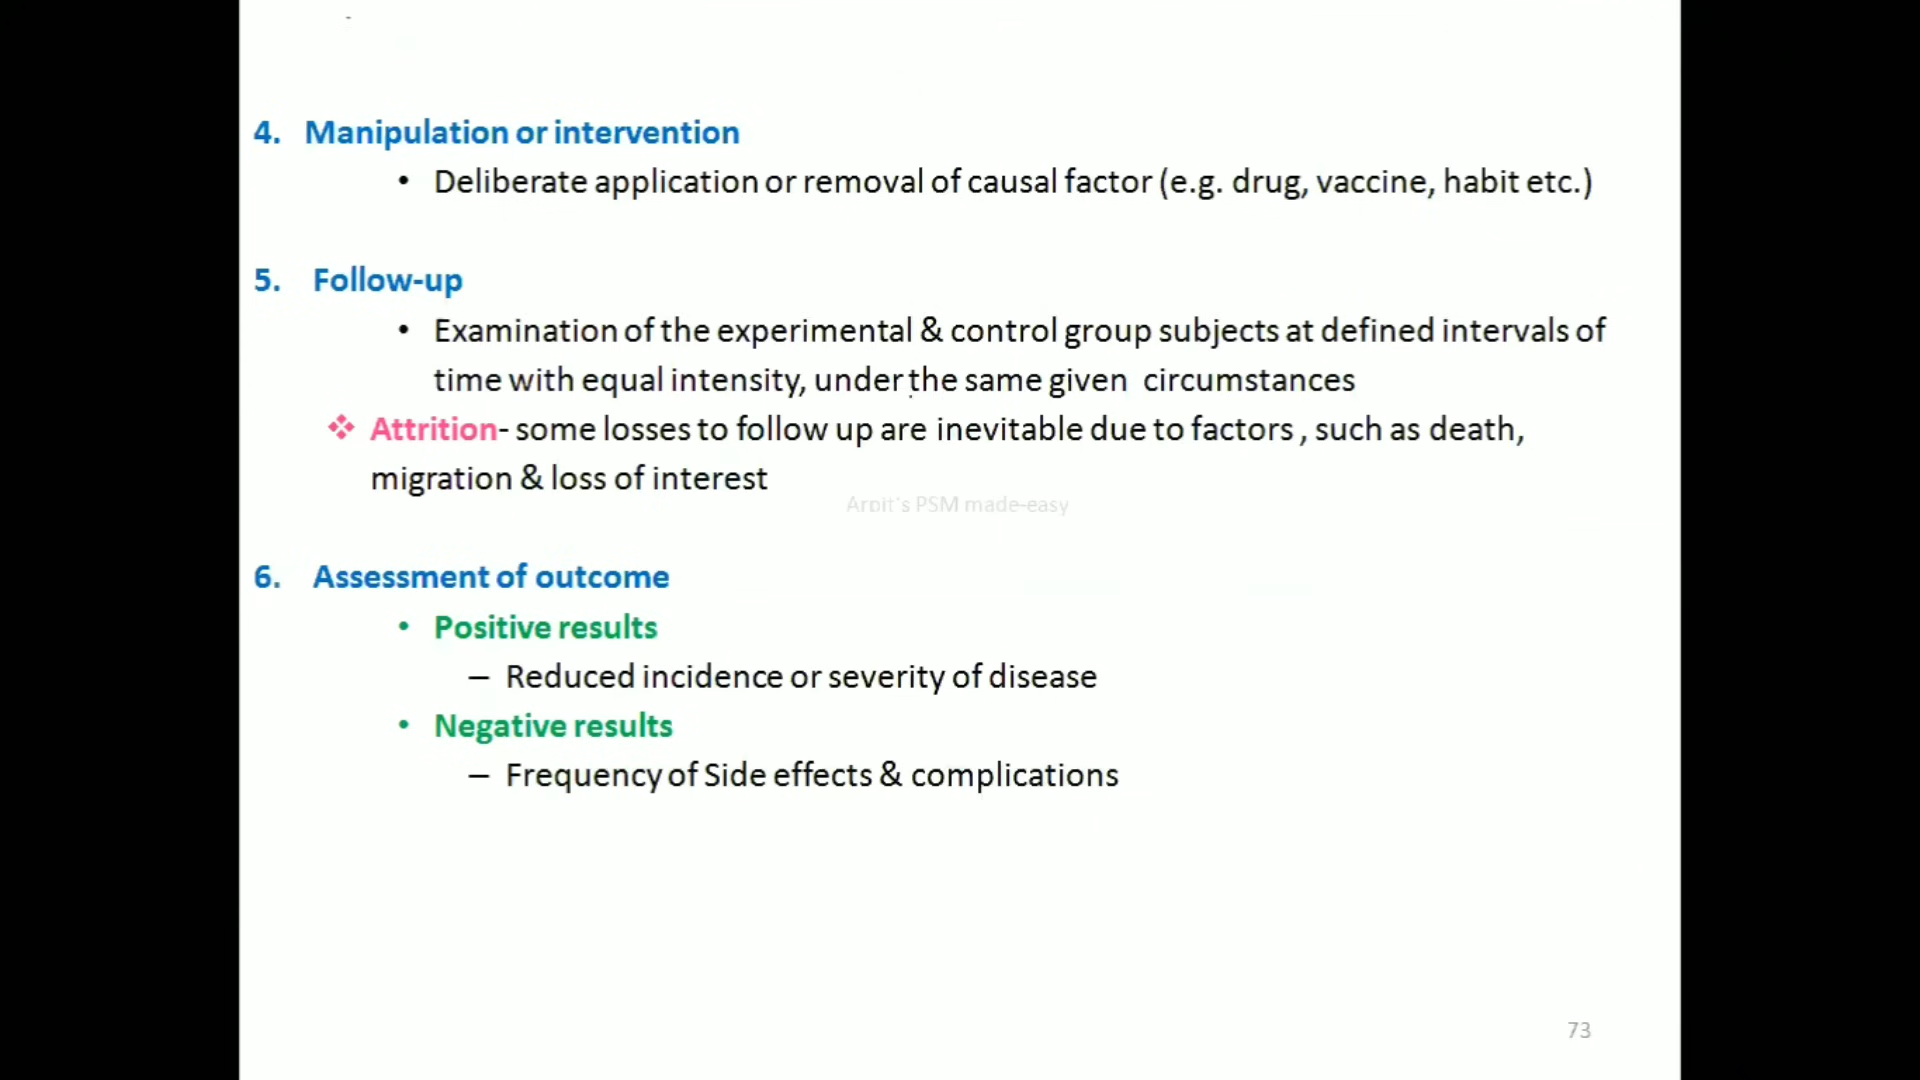 4. Manipulation or intervention
• Deliberate application or removal of causal factor (e.g. drug, vaccine, habit etc.)
5. Follow-up
• Examination of the experimental & control group subjects at defined intervals of
time with equal intensity, under the same given circumstances
❖ Attrition- some losses to follow up are inevitable due to factors , such as death,
migration & loss of interest
Arpit's PSM made-easy
6. Assessment of outcome
• Positive results
– Reduced incidence or severity of disease
• Negative results
– Frequency of Side effects & complications
73